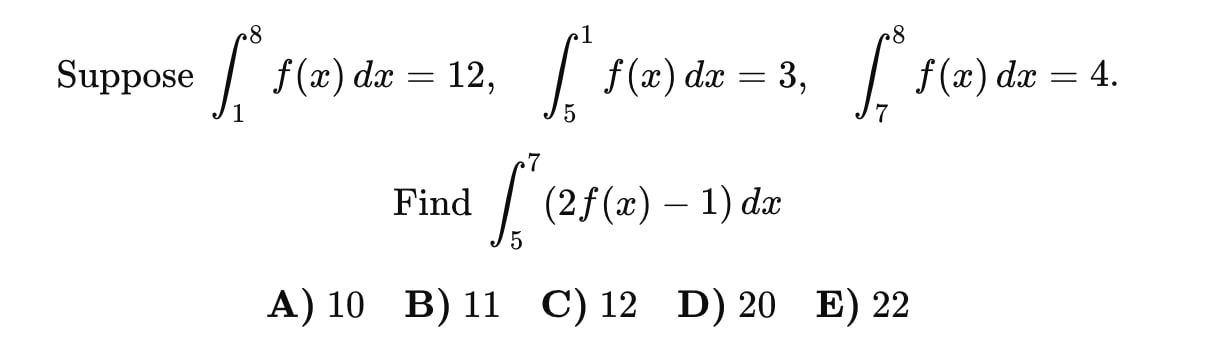 Suppose ∫₁⁸ f(x) dx = 12, ∫₅¹ f(x) dx = 3, ∫₇⁸ f(x) dx = 4.
Find ∫₅⁷ (2f(x) − 1) dx
A) 10 B) 11 C) 12 D) 20 E) 22